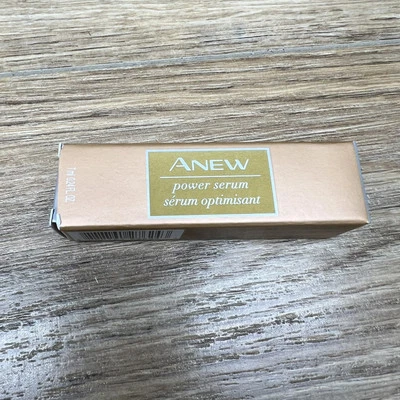 ANEW
power serum
sérum optimisant